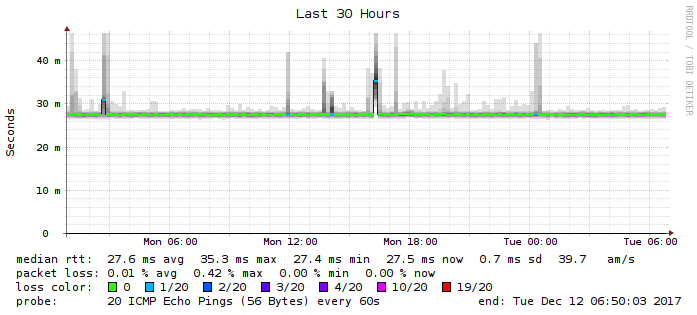 Last 30 Hours
RRDTOOL / TOBI OETIKER
Seconds
40 m
30 m
20 m
10 m
0
Mon 06:00 Mon 12:00 Mon 18:00 Tue 00:00 Tue 06:00
median rtt: 27.6 ms avg 35.3 ms max 27.4 ms min 27.5 ms now 0.7 ms sd 39.7 am/s
packet loss: 0.01 % avg 0.42 % max 0.00 % min 0.00 % now
loss color: 0 1/20 2/20 3/20 4/20 10/20 19/20
probe: 20 ICMP Echo Pings (56 Bytes) every 60s end: Tue Dec 12 06:50:03 2017